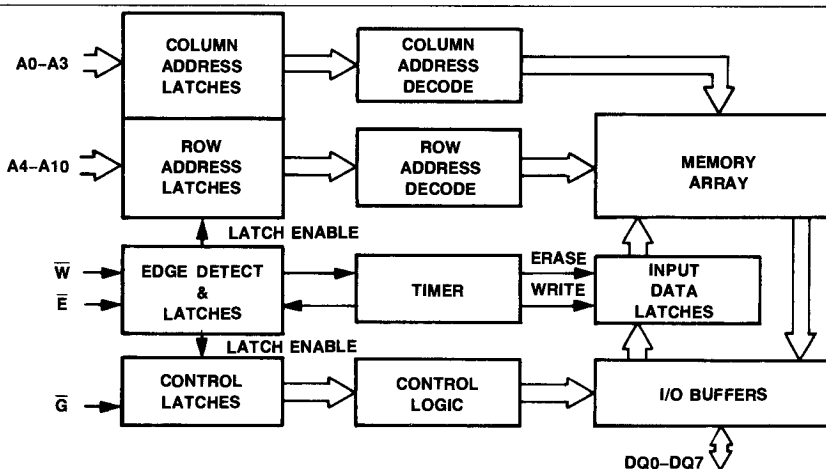 A0–A3
COLUMN
ADDRESS
LATCHES
COLUMN
ADDRESS
DECODE
A4–A10
ROW
ADDRESS
LATCHES
ROW
ADDRESS
DECODE
MEMORY
ARRAY
LATCH ENABLE
W̅
E̅
EDGE DETECT
&
LATCHES
TIMER
ERASE
WRITE
INPUT
DATA
LATCHES
LATCH ENABLE
G̅
CONTROL
LATCHES
CONTROL
LOGIC
I/O BUFFERS
DQ0–DQ7